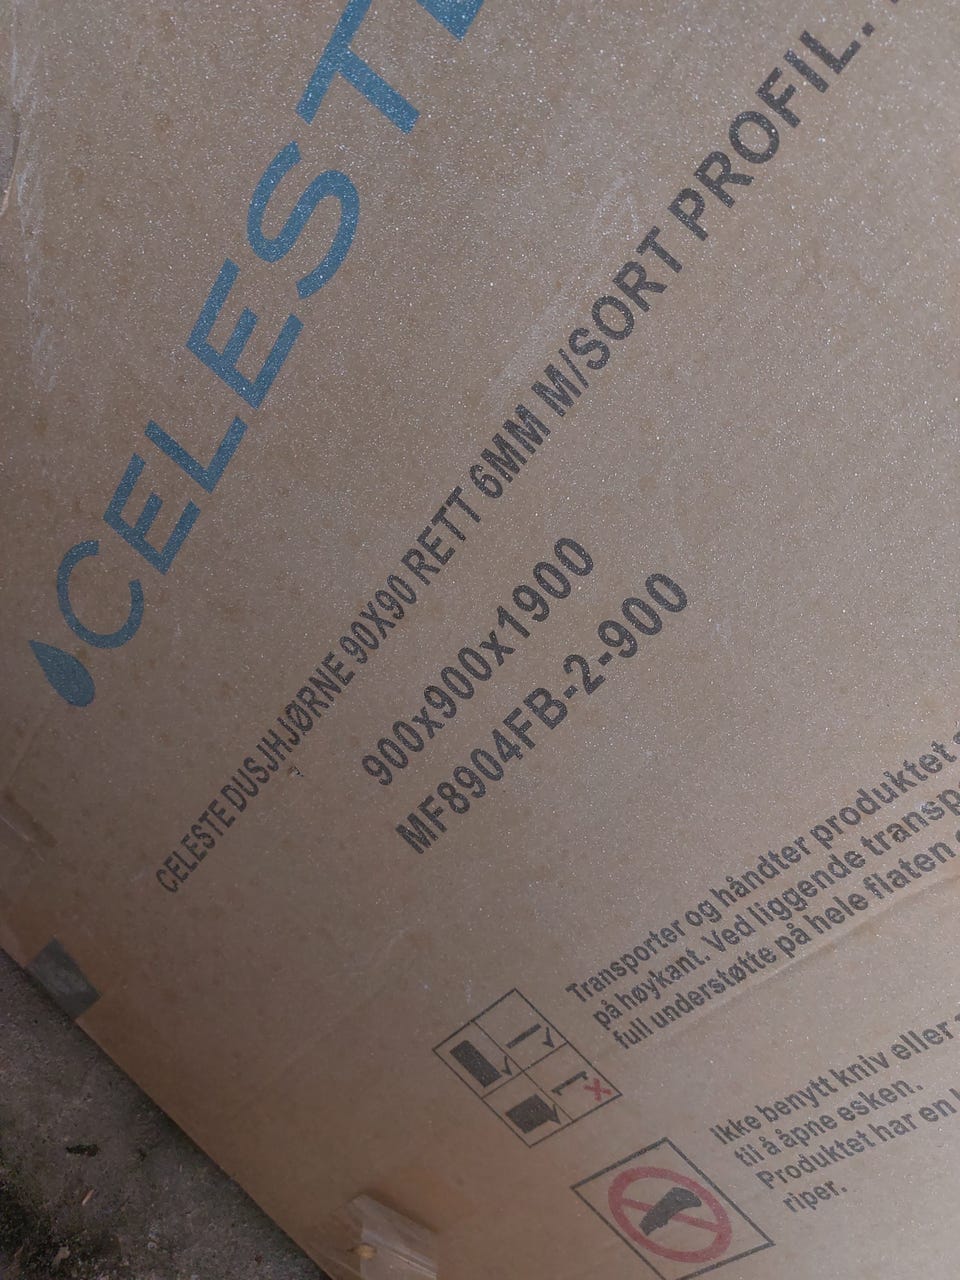 CELESTE
CELESTE DUSJHJØRNE 90X90 RETT 6MM M/SORT PROFIL.
900x900x1900
MF8904FB-2-900
Transporter og håndter produktet
på høykant. Ved liggende
full understøtte på hele flaten
Ikke benytt kniv eller
til å åpne esken.
Produktet har en
riper.